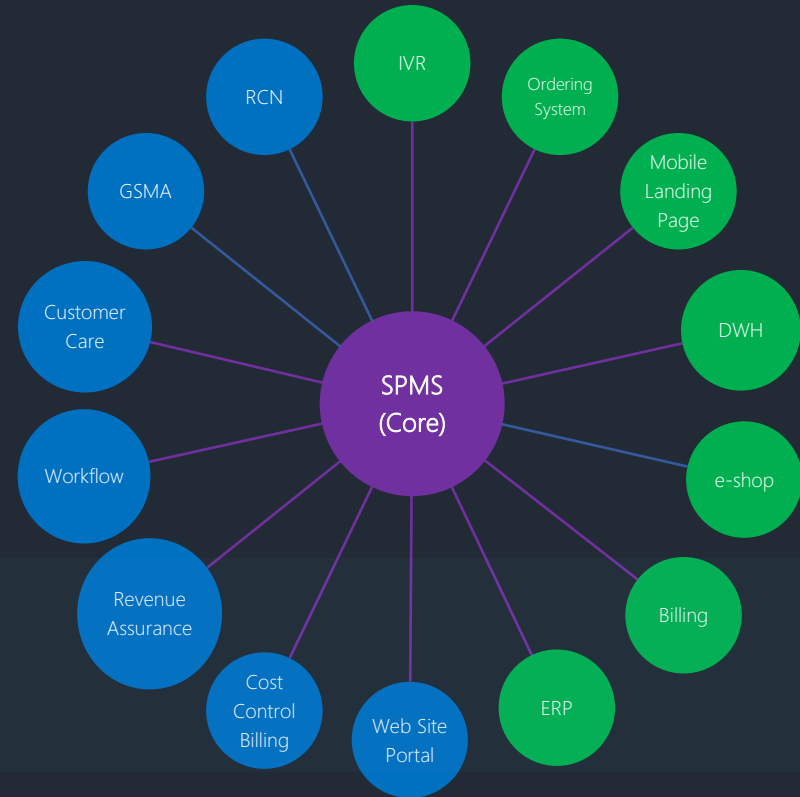 IVR
Ordering
System
Mobile
Landing
Page
DWH
e-shop
Billing
ERP
Web Site
Portal
Cost
Control
Billing
Revenue
Assurance
Workflow
Customer
Care
GSMA
RCN
SPMS
(Core)